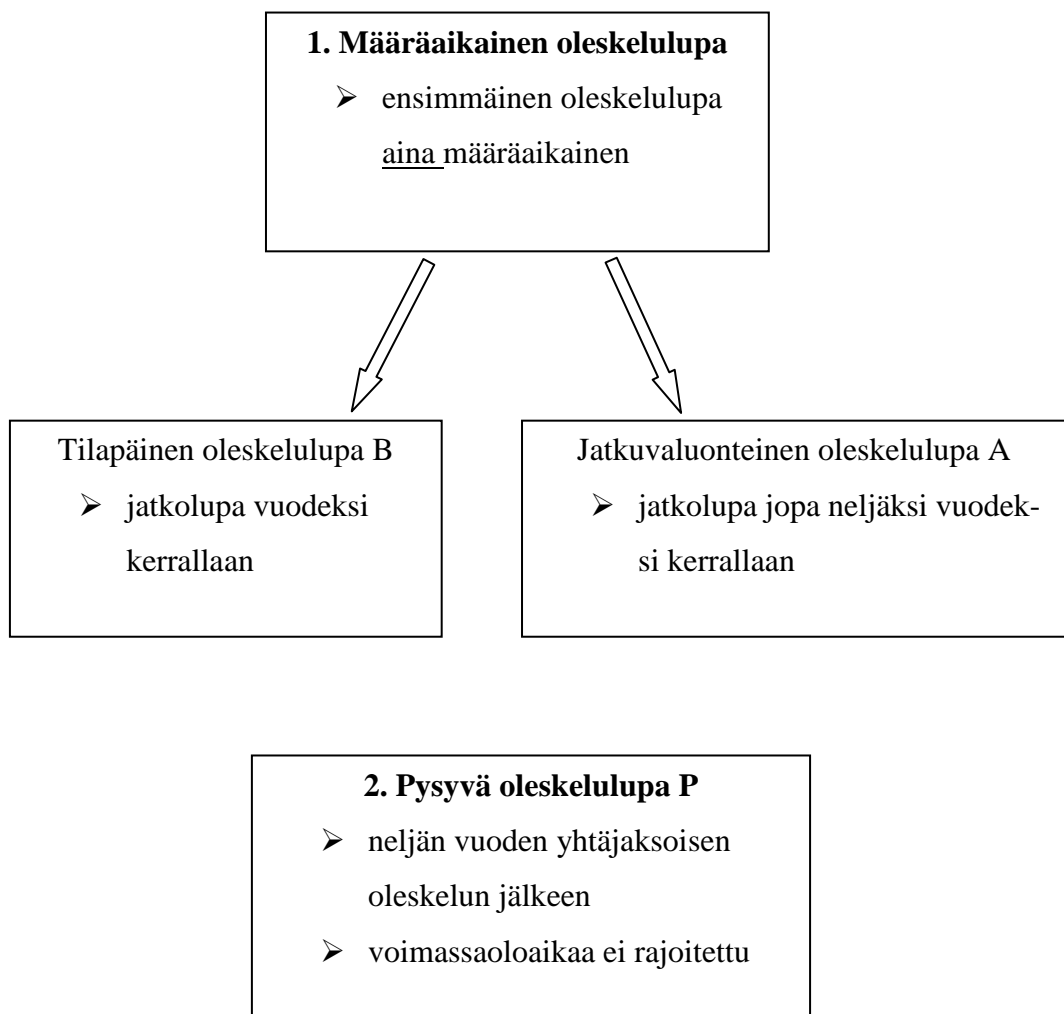 1. Määräaikainen oleskelulupa
➢ ensimmäinen oleskelulupa
aina määräaikainen
Tilapäinen oleskelulupa B
➢ jatkolupa vuodeksi
kerrallaan
Jatkuvaluonteinen oleskelulupa A
➢ jatkolupa jopa neljäksi vuodek-
si kerrallaan
2. Pysyvä oleskelulupa P
➢ neljän vuoden yhtäjaksoisen
oleskelun jälkeen
➢ voimassaoloaikaa ei rajoitettu